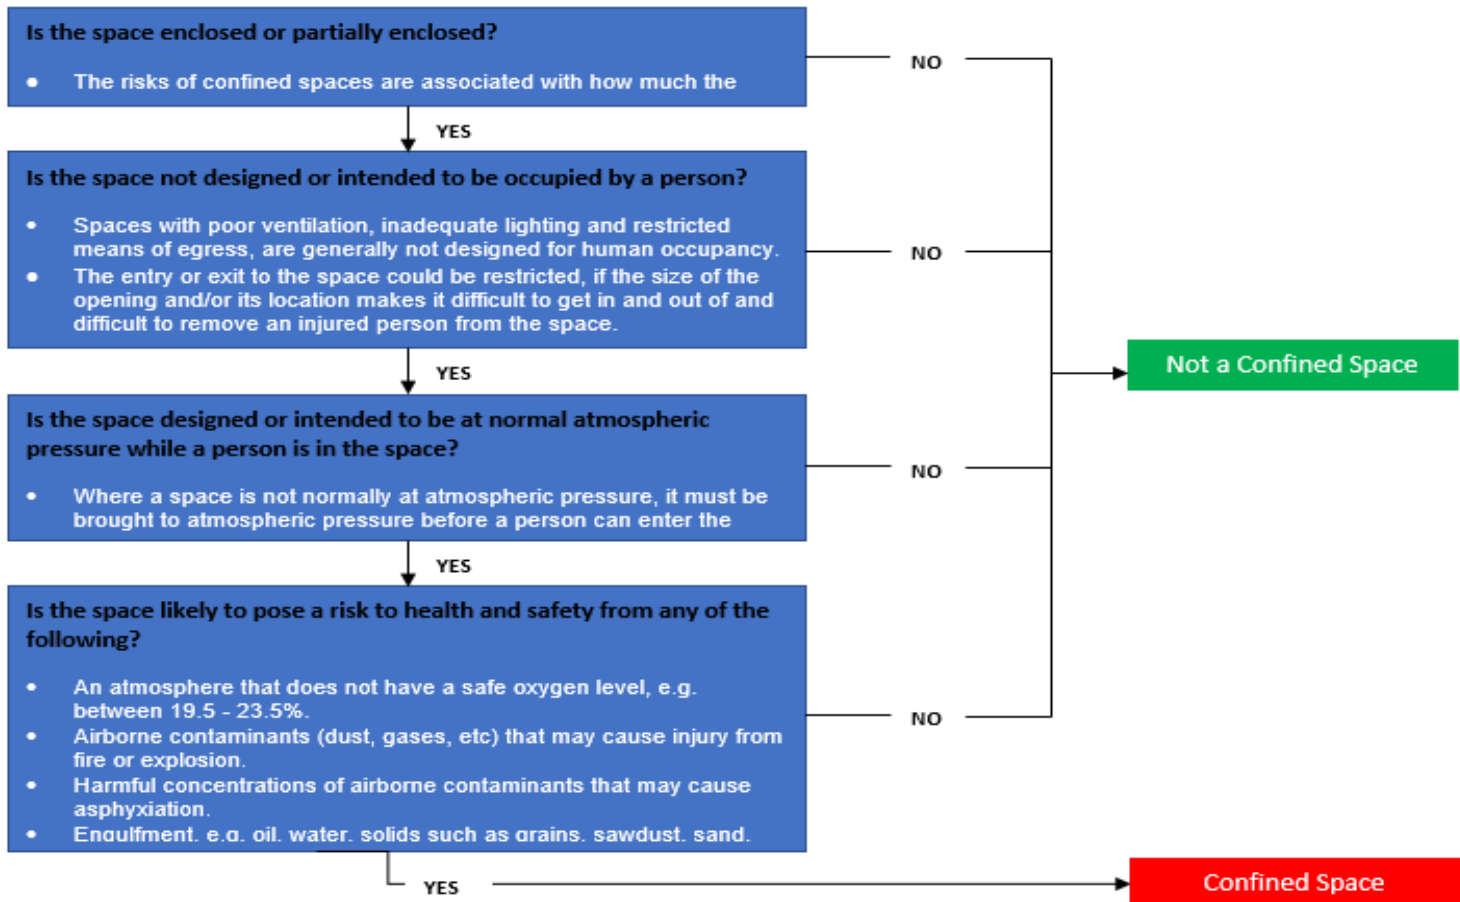 Is the space enclosed or partially enclosed?
• The risks of confined spaces are associated with how much the
NO
YES
Is the space not designed or intended to be occupied by a person?
• Spaces with poor ventilation, inadequate lighting and restricted
means of egress, are generally not designed for human occupancy.
• The entry or exit to the space could be restricted, if the size of the
opening and/or its location makes it difficult to get in and out of and
difficult to remove an injured person from the space.
NO
YES
Not a Confined Space
Is the space designed or intended to be at normal atmospheric
pressure while a person is in the space?
• Where a space is not normally at atmospheric pressure, it must be
brought to atmospheric pressure before a person can enter the
NO
YES
Is the space likely to pose a risk to health and safety from any of the
following?
• An atmosphere that does not have a safe oxygen level, e.g.
between 19.5 - 23.5%.
• Airborne contaminants (dust, gases, etc) that may cause injury from
fire or explosion.
• Harmful concentrations of airborne contaminants that may cause
asphyxiation.
• Engulfment, e.g. oil, water, solids such as grains, sawdust, sand,
NO
YES
Confined Space